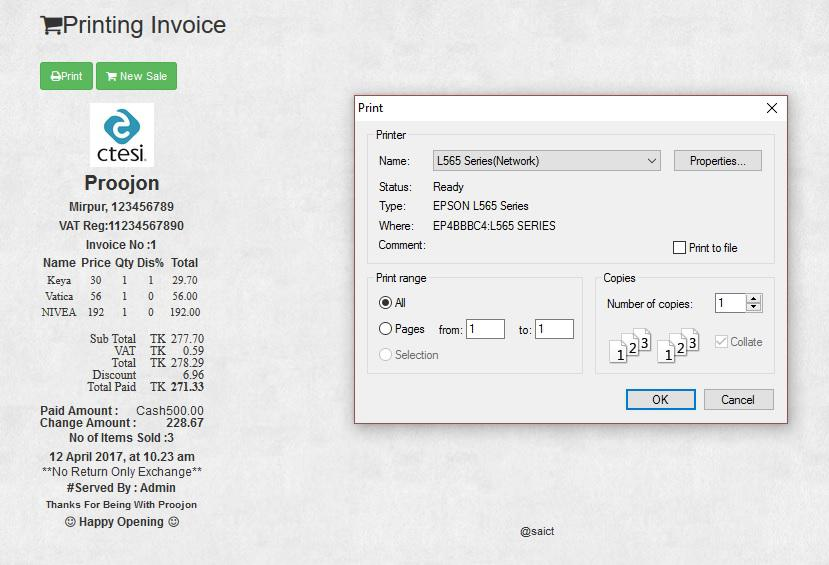 Printing Invoice
Print New Sale
ctesi
Proojon
Mirpur, 123456789
VAT Reg:11234567890
Invoice No :1
Name Price Qty Dis% Total
Keya 30 1 1 29.70
Vatica 56 1 0 56.00
NIVEA 192 1 0 192.00
Sub Total TK 277.70
VAT TK 0.59
Total TK 278.29
Discount 6.96
Total Paid TK 271.33
Paid Amount : Cash500.00
Change Amount : 228.67
No of Items Sold :3
12 April 2017, at 10.23 am
**No Return Only Exchange**
#Served By : Admin
Thanks For Being With Proojon
☺ Happy Opening ☺
Print
Printer
Name: L565 Series(Network) Properties...
Status: Ready
Type: EPSON L565 Series
Where: EP4BBBC4:L565 SERIES
Comment: Print to file
Print range
All
Pages from: 1 to: 1
Selection
Copies
Number of copies: 1
1 2 3 1 2 3 Collate
OK Cancel
@saict